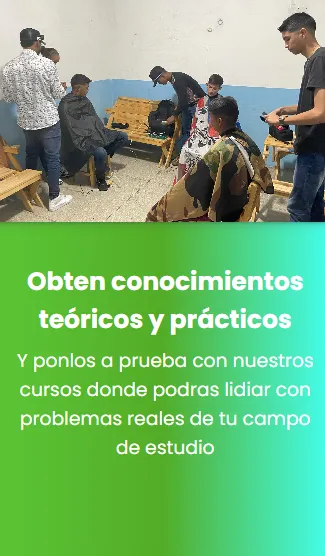 Obten conocimientos
teóricos y prácticos
Y ponlos a prueba con nuestros
cursos donde podras lidiar con
problemas reales de tu campo
de estudio